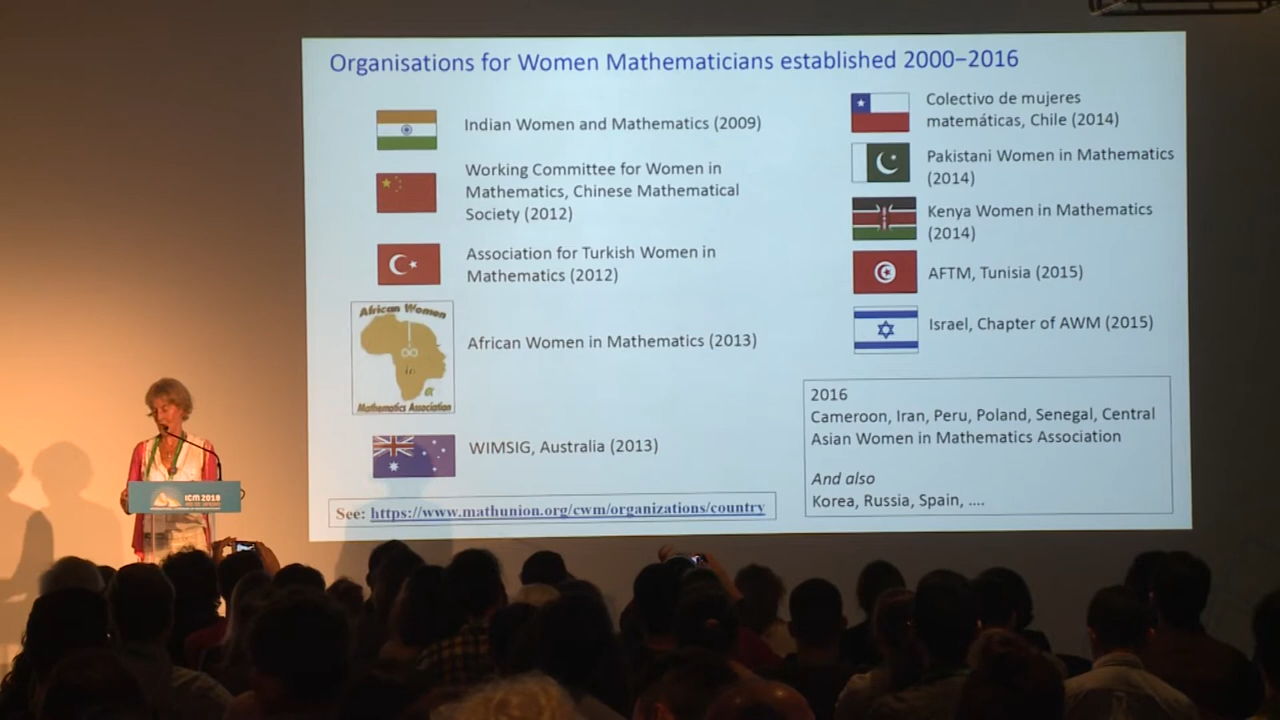 Organisations for Women Mathematicians established 2000–2016
Indian Women and Mathematics (2009)
Working Committee for Women in
Mathematics, Chinese Mathematical
Society (2012)
Association for Turkish Women in
Mathematics (2012)
African Women
in
α
Mathematics Association
African Women in Mathematics (2013)
WIMSIG, Australia (2013)
See: https://www.mathunion.org/cwm/organizations/country
Colectivo de mujeres
matemáticas, Chile (2014)
Pakistani Women in Mathematics
(2014)
Kenya Women in Mathematics
(2014)
AFTM, Tunisia (2015)
Israel, Chapter of AWM (2015)
2016
Cameroon, Iran, Peru, Poland, Senegal, Central
Asian Women in Mathematics Association
And also
Korea, Russia, Spain, ....
ICM 2018